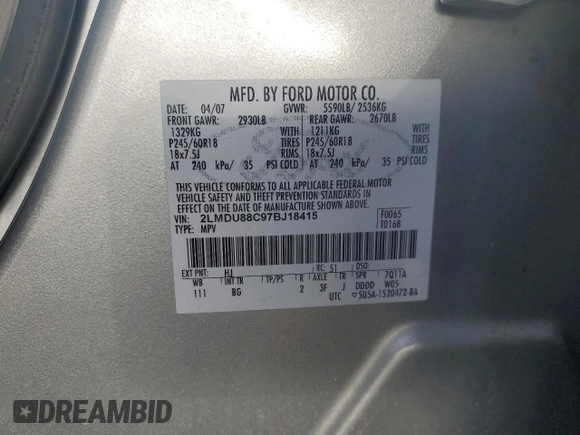 MFD. BY FORD MOTOR CO.
DATE: 04/07 GVWR: 5590LB/ 2536KG
FRONT GAWR: 2930LB REAR GAWR: 2670LB
1329KG WITH 1211KG WITH
P245/60R18 TIRES P245/60R18 TIRES
18x7.5J RIMS 18x7.5J RIMS
AT 240 kPa/ 35 PSI COLD AT 240 kPa/ 35 PSI COLD
THIS VEHICLE CONFORMS TO ALL APPLICABLE FEDERAL MOTOR
VEHICLE SAFETY AND THEFT PREVENTION STANDARDS IN
EFFECT ON THE DATE OF MANUFACTURE SHOWN ABOVE.
VIN: 2LMDU88C97BJ18415 F0065
TYPE: MPV T0168
EXT PNT: HJ RC: 51 DSO:
WB INT TR TP/PS R AXLE TR SPR 7Q11A
111 BG 2 3F J DDDD W05
UTC ▽5U5A-1520472-BA
DREAMBID